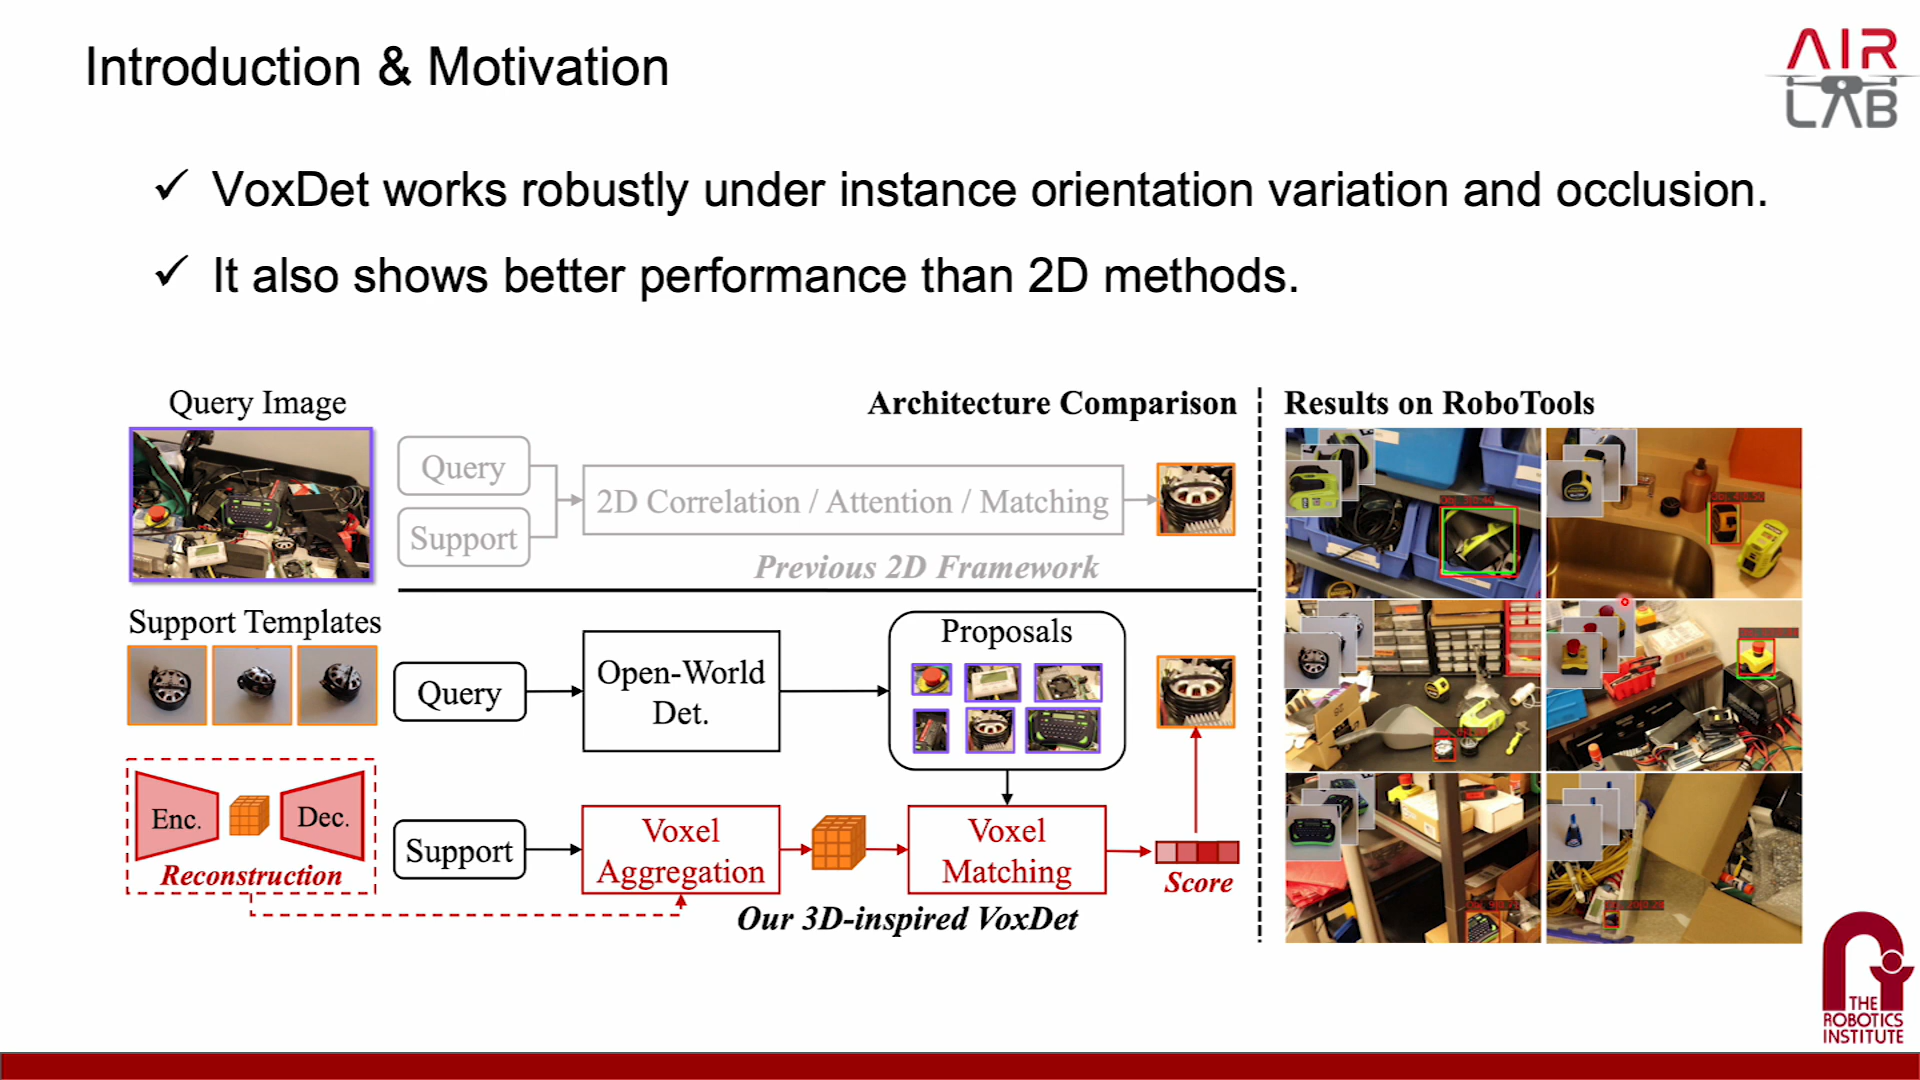 Introduction & Motivation
AIR
LAB
✓ VoxDet works robustly under instance orientation variation and occlusion.
✓ It also shows better performance than 2D methods.
Query Image
Architecture Comparison
Results on RoboTools
Query
Support
2D Correlation / Attention / Matching
Previous 2D Framework
Support Templates
Query
Open-World
Det.
Proposals
Enc.
Dec.
Reconstruction
Support
Voxel
Aggregation
Voxel
Matching
Score
Our 3D-inspired VoxDet
THE
ROBOTICS
INSTITUTE